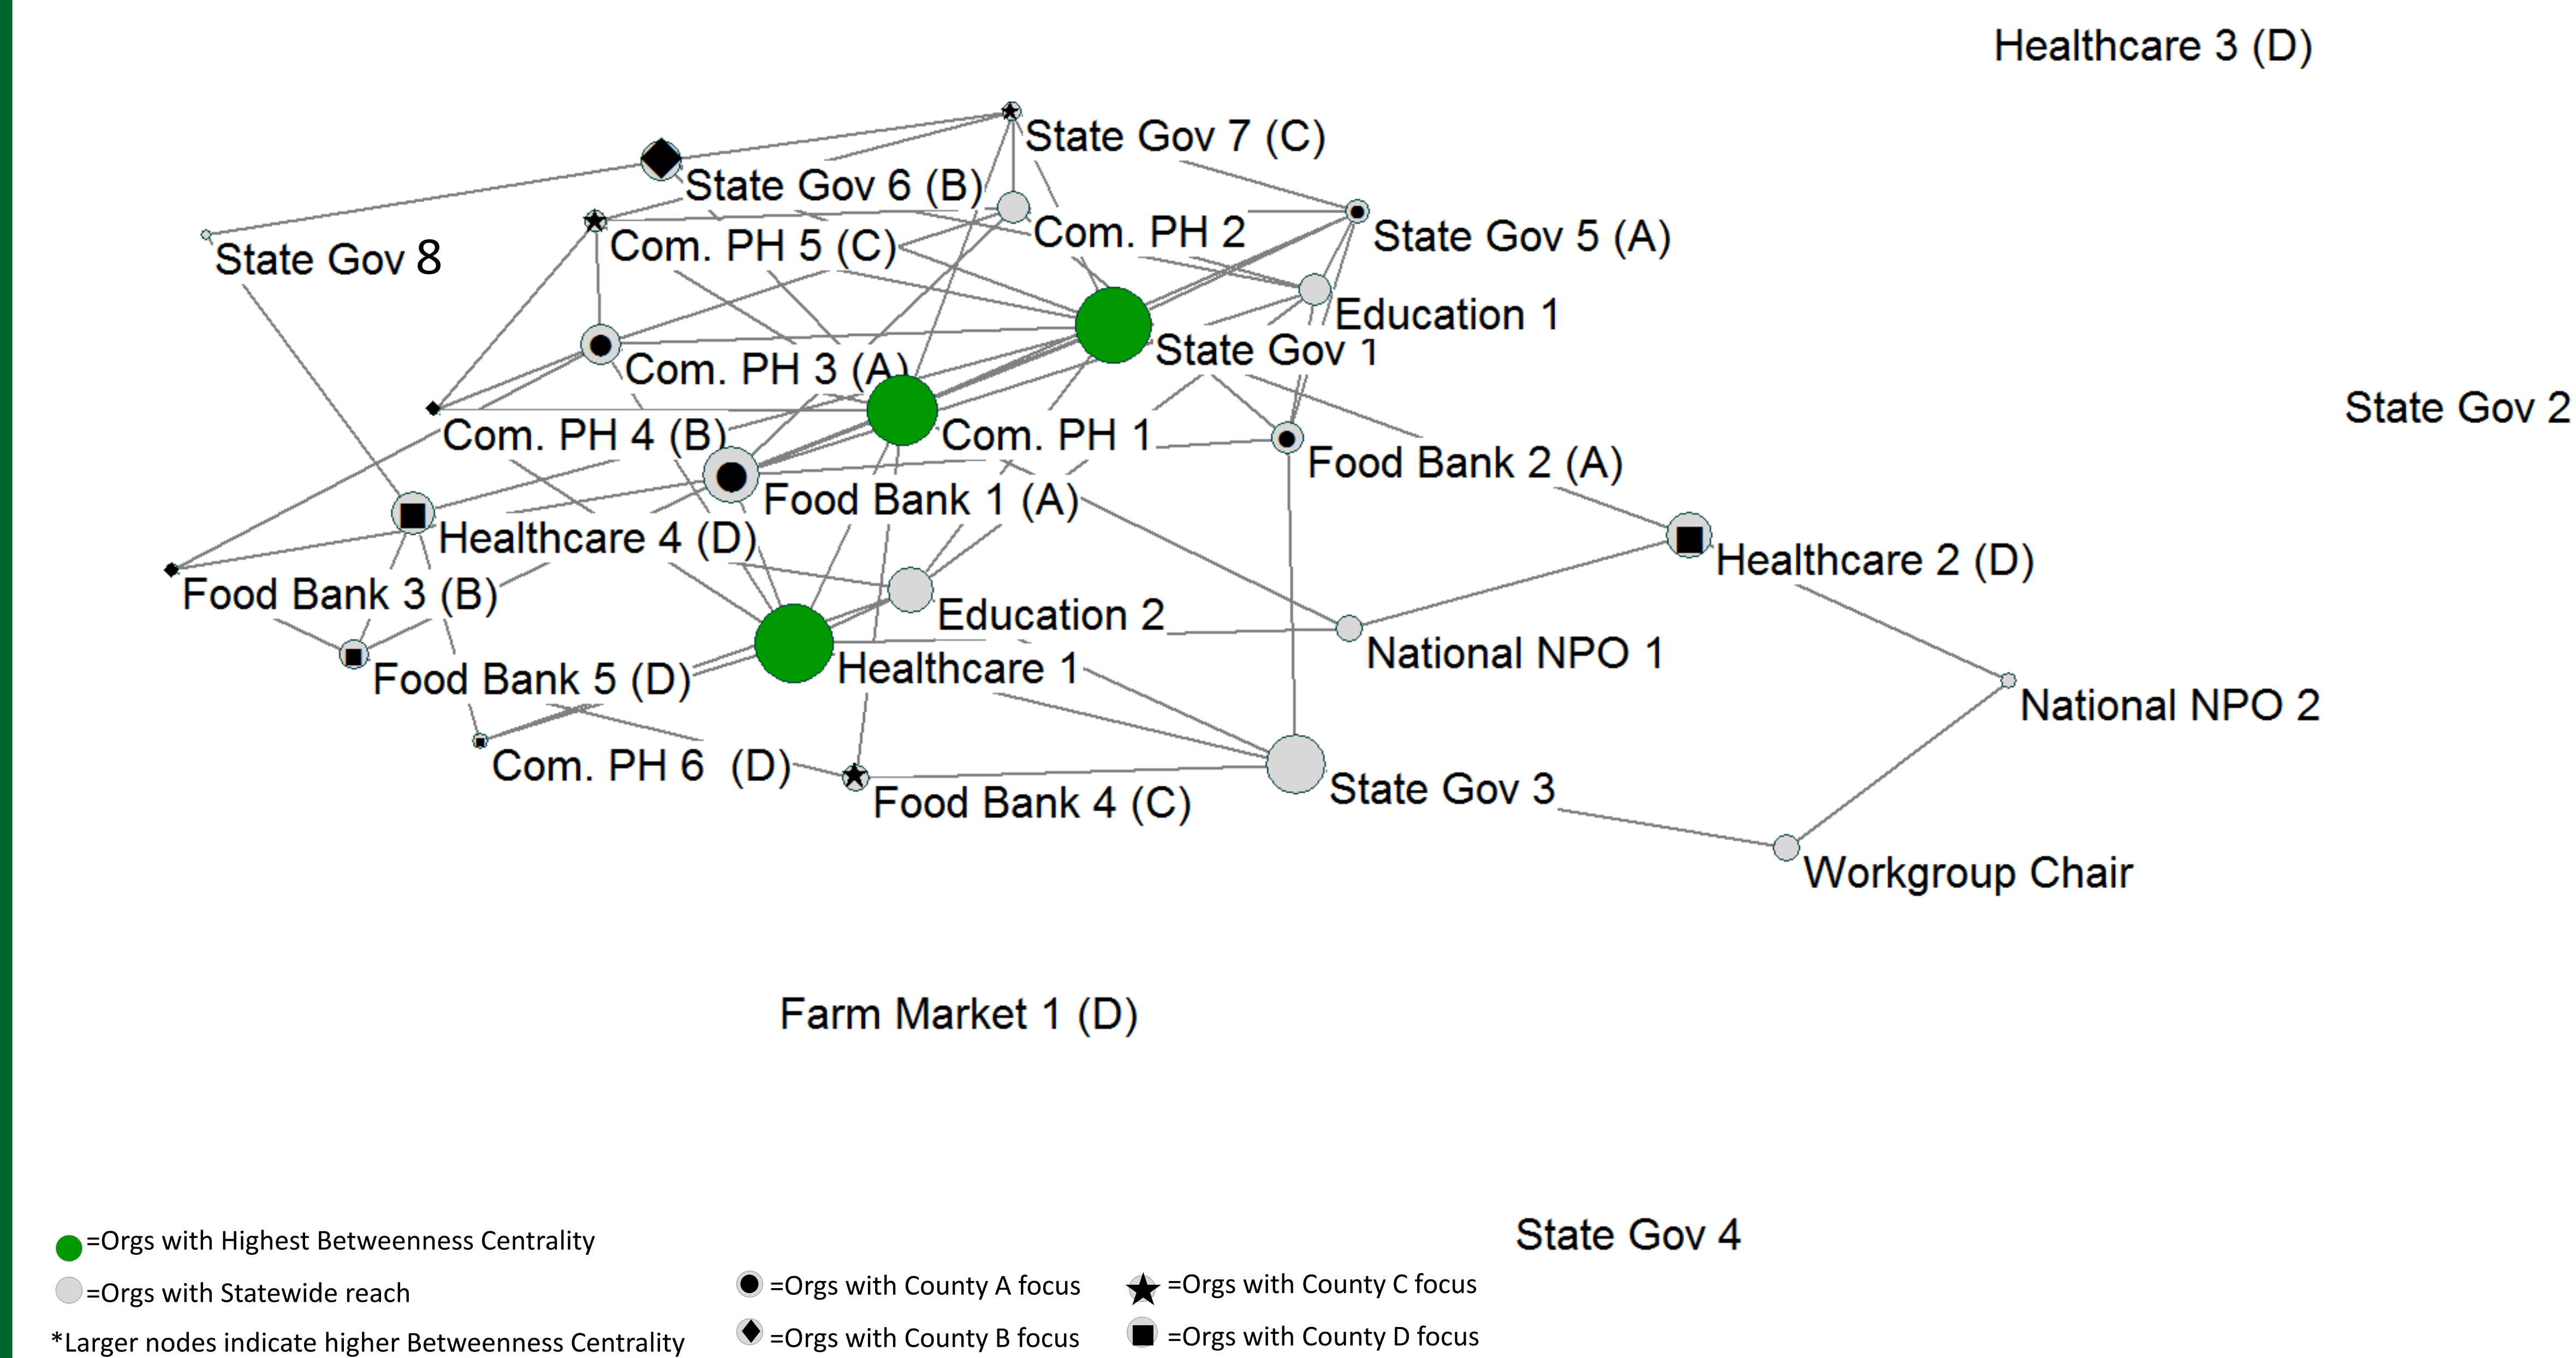 Healthcare 3 (D)
State Gov 7 (C)
State Gov 6 (B)
Com. PH 2
State Gov 5 (A)
Com. PH 5 (C)
State Gov 8
Education 1
State Gov 1
Com. PH 3 (A)
State Gov 2
Com. PH 4 (B)
Com. PH 1
Food Bank 2 (A)
Food Bank 1 (A)
Healthcare 4 (D)
Healthcare 2 (D)
Food Bank 3 (B)
Education 2
National NPO 1
Healthcare 1
Food Bank 5 (D)
National NPO 2
Com. PH 6 (D)
State Gov 3
Food Bank 4 (C)
Workgroup Chair
Farm Market 1 (D)
State Gov 4
=Orgs with Highest Betweenness Centrality
=Orgs with Statewide reach
*Larger nodes indicate higher Betweenness Centrality
=Orgs with County A focus
=Orgs with County B focus
=Orgs with County C focus
=Orgs with County D focus